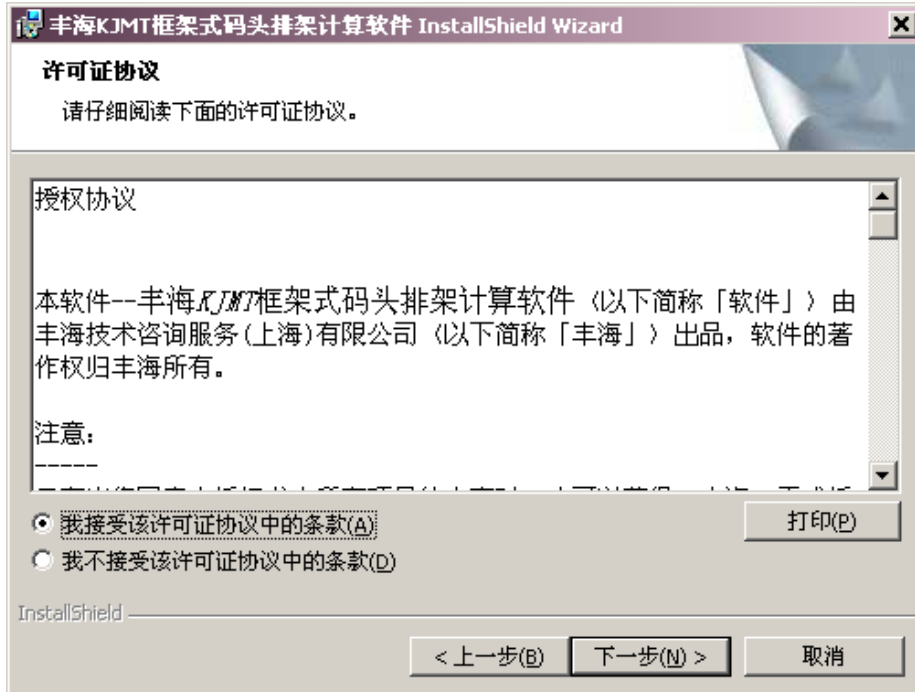 丰海KJMT框架式码头排架计算软件 InstallShield Wizard
许可证协议
请仔细阅读下面的许可证协议。
授权协议
本软件--丰海KJMT框架式码头排架计算软件（以下简称「软件」）由
丰海技术咨询服务(上海)有限公司（以下简称「丰海」）出品，软件的著
作权归丰海所有。
注意：
-----
我接受该许可证协议中的条款(A)
打印(P)
我不接受该许可证协议中的条款(D)
InstallShield
< 上一步(B)
下一步(N) >
取消